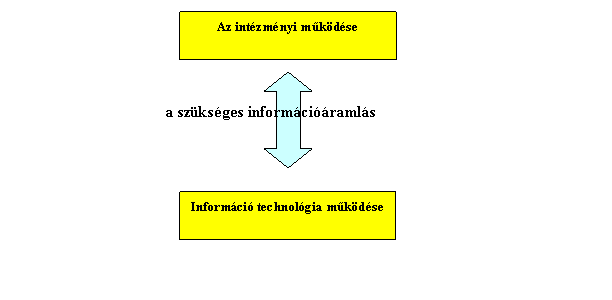 Az intézményi működése
a szükséges információáramlás
Információ technológia működése